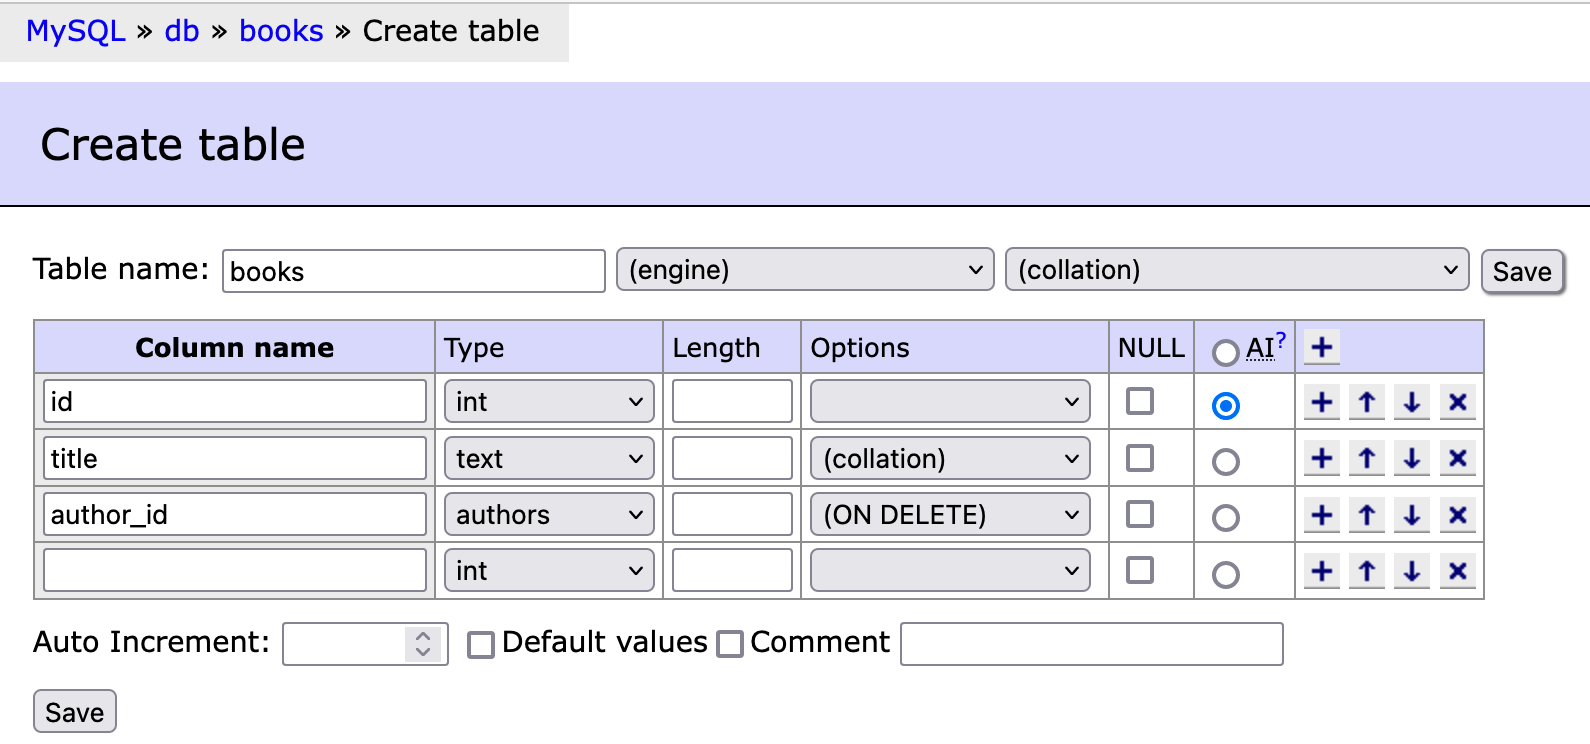 MySQL » db » books » Create table
Create table
Table name: books (engine) (collation) Save
Column name Type Length Options NULL AI?
id int
title text (collation)
author_id authors (ON DELETE)
int
Auto Increment: Default values Comment
Save